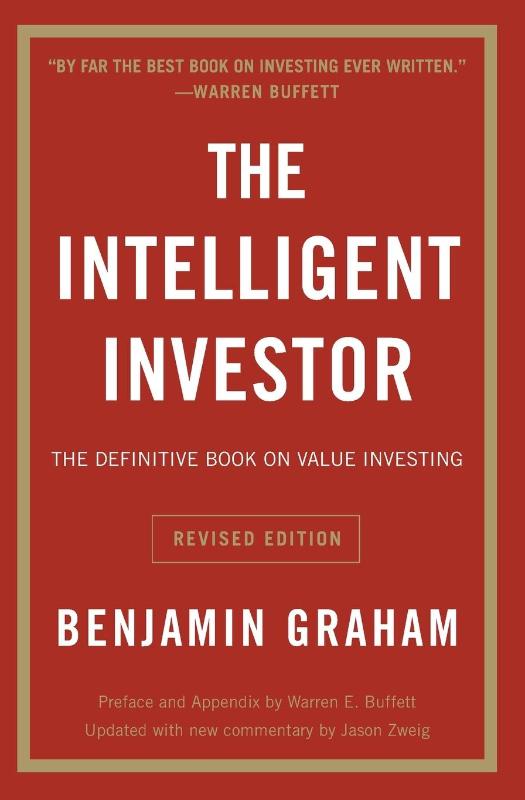 “BY FAR THE BEST BOOK ON INVESTING EVER WRITTEN.”
—WARREN BUFFETT
THE
INTELLIGENT
INVESTOR
THE DEFINITIVE BOOK ON VALUE INVESTING
REVISED EDITION
BENJAMIN GRAHAM
Preface and Appendix by Warren E. Buffett
Updated with new commentary by Jason Zweig